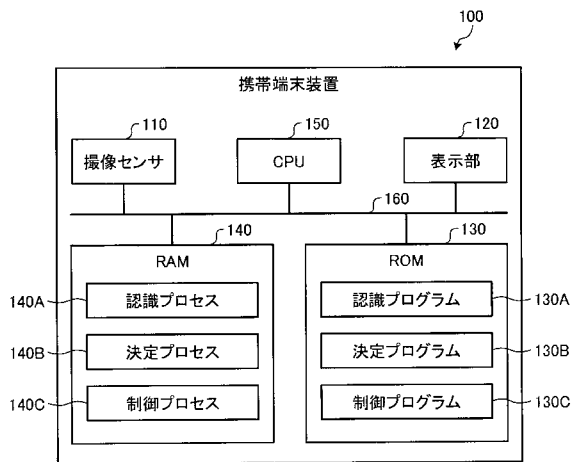 100
携帯端末装置
110
150
120
撮像センサ
CPU
表示部
160
140
130
RAM
ROM
140A
認識プロセス
認識プログラム
130A
140B
決定プロセス
決定プログラム
130B
140C
制御プロセス
制御プログラム
130C